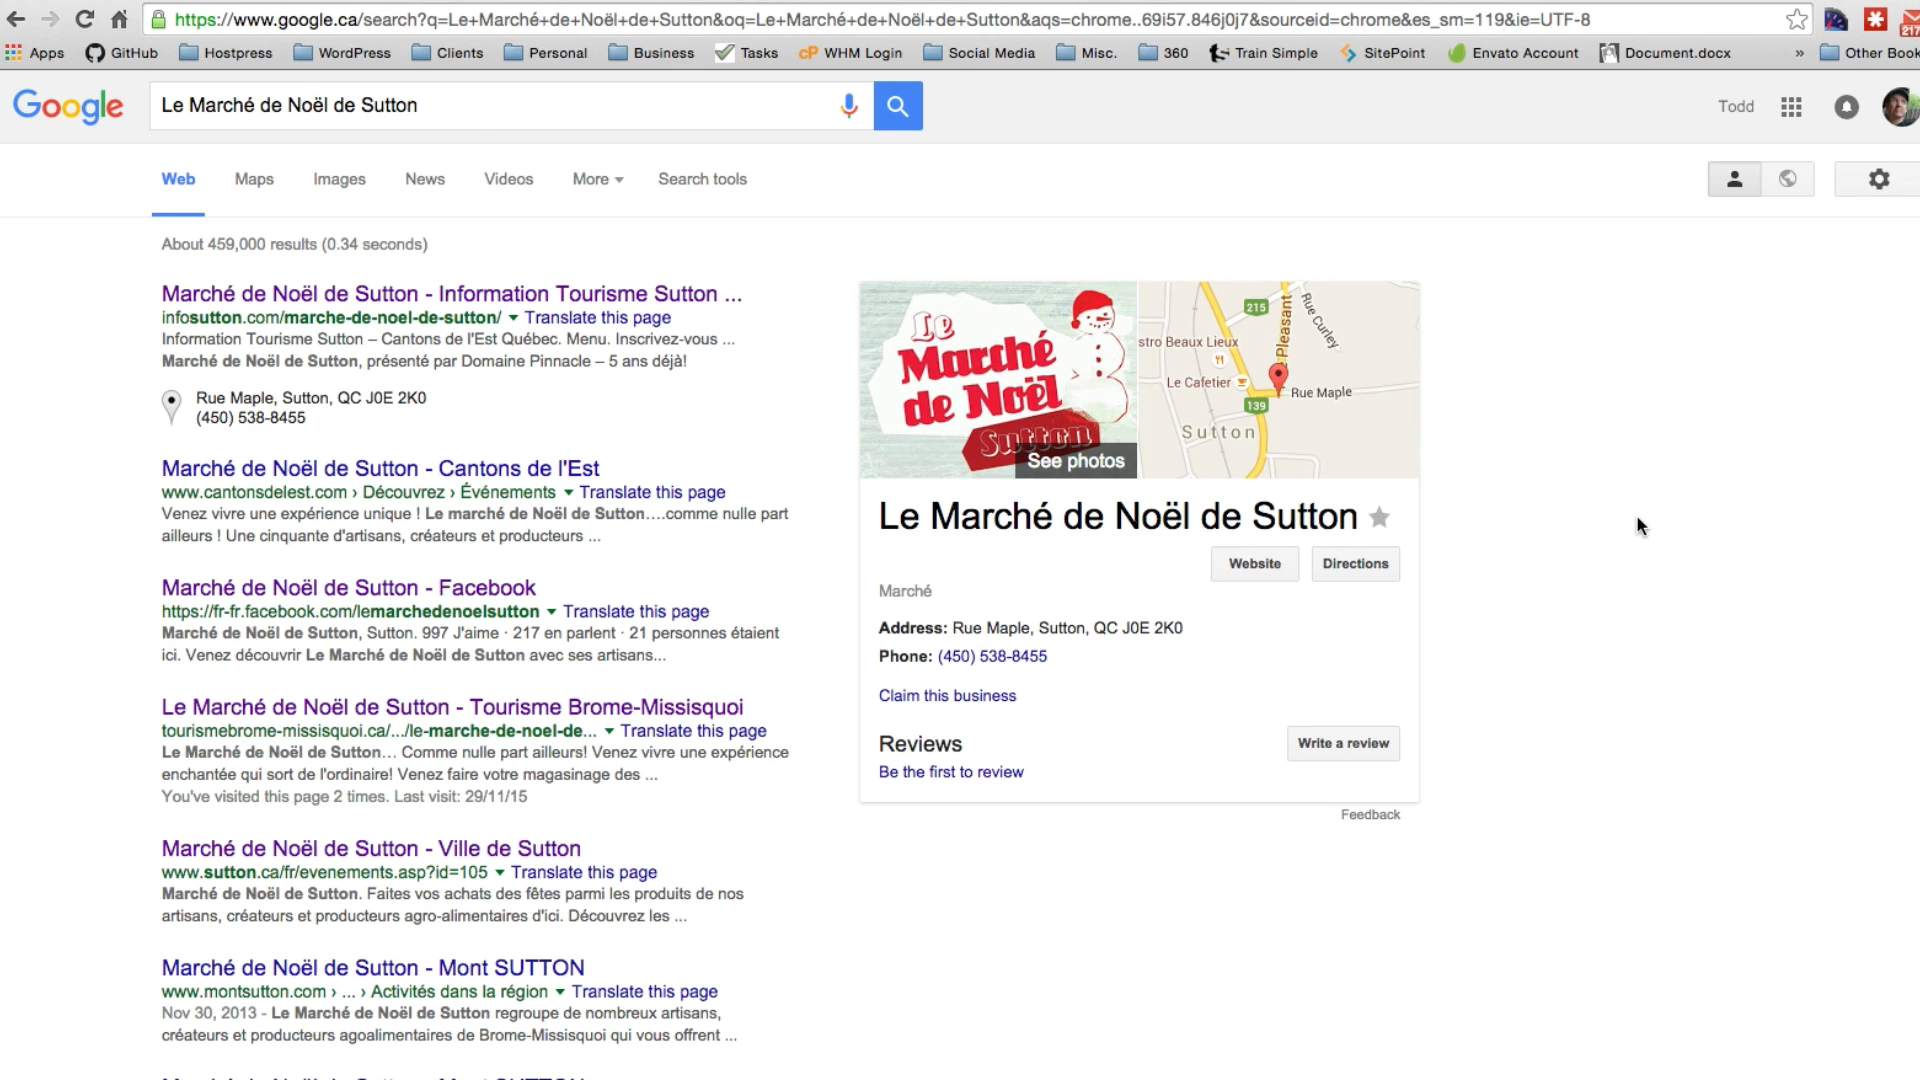 https://www.google.ca/search?q=Le+Marché+de+Noël+de+Sutton&oq=Le+Marché+de+Noël+de+Sutton&aqs=chrome..69i57.846j0j7&sourceid=chrome&es_sm=119&ie=UTF-8
217
Apps GitHub Hostpress WordPress Clients Personal Business Tasks cP WHM Login Social Media Misc. 360 Train Simple SitePoint Envato Account Document.docx » Other Book
Google Le Marché de Noël de Sutton Todd
Web Maps Images News Videos More Search tools
About 459,000 results (0.34 seconds)
Marché de Noël de Sutton - Information Tourisme Sutton ...
infosutton.com/marche-de-noel-de-sutton/ Translate this page
Information Tourisme Sutton – Cantons de l'Est Québec. Menu. Inscrivez-vous ...
Marché de Noël de Sutton, présenté par Domaine Pinnacle – 5 ans déjà!
Rue Maple, Sutton, QC J0E 2K0
(450) 538-8455
Marché de Noël de Sutton - Cantons de l'Est
www.cantonsdelest.com › Découvrez › Événements Translate this page
Venez vivre une expérience unique ! Le marché de Noël de Sutton....comme nulle part
ailleurs ! Une cinquante d'artisans, créateurs et producteurs ...
Marché de Noël de Sutton - Facebook
https://fr-fr.facebook.com/lemarchedenoelsutton Translate this page
Marché de Noël de Sutton, Sutton. 997 J'aime · 217 en parlent · 21 personnes étaient
ici. Venez découvrir Le Marché de Noël de Sutton avec ses artisans...
Le Marché de Noël de Sutton - Tourisme Brome-Missisquoi
tourismebrome-missisquoi.ca/.../le-marche-de-noel-de... Translate this page
Le Marché de Noël de Sutton... Comme nulle part ailleurs! Venez vivre une expérience
enchantée qui sort de l'ordinaire! Venez faire votre magasinage des ...
You've visited this page 2 times. Last visit: 29/11/15
Marché de Noël de Sutton - Ville de Sutton
www.sutton.ca/fr/evenements.asp?id=105 Translate this page
Marché de Noël de Sutton. Faites vos achats des fêtes parmi les produits de nos
artisans, créateurs et producteurs agro-alimentaires d'ici. Découvrez les ...
Marché de Noël de Sutton - Mont SUTTON
www.montsutton.com › ... › Activités dans la région Translate this page
Nov 30, 2013 - Le Marché de Noël de Sutton regroupe de nombreux artisans,
créateurs et producteurs agoalimentaires de Brome-Missisquoi qui vous offrent ...
Le
Marché
de Noël
Sutton
See photos
215
Pleasant
Rue Curley
stro Beaux Lieux
Le Cafetier
Rue Maple
139
Sutton
Le Marché de Noël de Sutton
Website Directions
Marché
Address: Rue Maple, Sutton, QC J0E 2K0
Phone: (450) 538-8455
Claim this business
Reviews Write a review
Be the first to review
Feedback